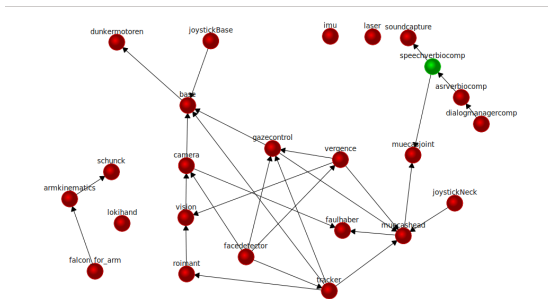 imu
laser
soundcapture
dunkermotoren
joystickBase
speechverbiocomp
asrverbiocomp
base
dialogmanagercomp
gazecontrol
vergence
muecasjoint
camera
schunck
armkinematics
joystickNeck
lokihand
vision
faulhaber
muecashead
facedetector
falcon_for_arm
roimant
tracker